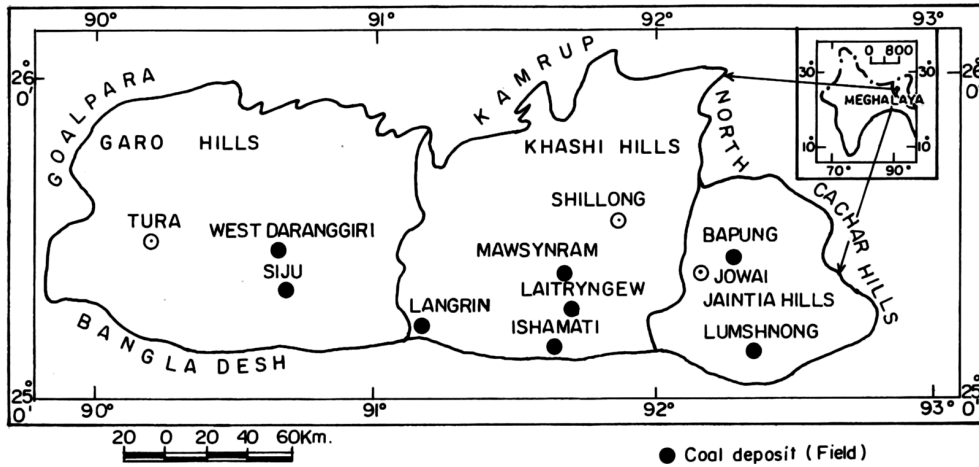 90° 91° 92° 93°
26° 0'
26° 0'
0 800
30° 30°
MEGHALAYA
10° 10°
70° 90°
GOALPARA
KAMRUP
NORTH CACHAR HILLS
GARO HILLS
KHASHI HILLS
SHILLONG
TURA
WEST DARANGGIRI
SIJU
MAWSYNRAM
BAPUNG
JOWAI
LAITRYNGEW
JAINTIA HILLS
LANGRIN
ISHAMATI
LUMSHNONG
BANGLADESH
25° 0'
25° 0'
90° 91° 92° 93°
20 0 20 40 60Km.
Coal deposit (Field)